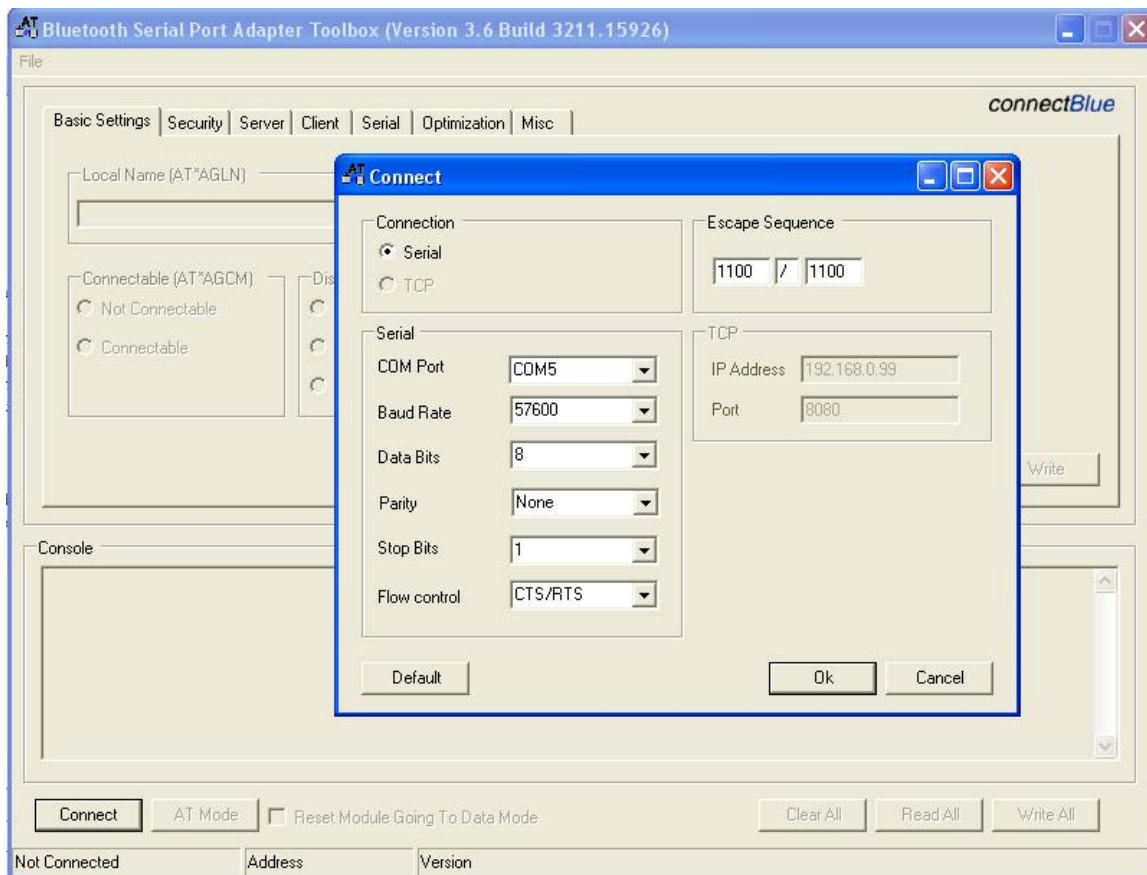 AT
Bluetooth Serial Port Adapter Toolbox (Version 3.6 Build 3211.15926)
File
connectBlue
Basic Settings
Security
Server
Client
Serial
Optimization
Misc
Local Name (AT*AGLN)
Connectable (AT*AGCM)
Not Connectable
Connectable
Dis
Write
AT Connect
Connection
Serial
TCP
Escape Sequence
1100 / 1100
Serial
COM Port COM5
Baud Rate 57600
Data Bits 8
Parity None
Stop Bits 1
Flow control CTS/RTS
TCP
IP Address 192.168.0.99
Port 8080
Default
Ok
Cancel
Console
Connect
AT Mode
Reset Module Going To Data Mode
Clear All
Read All
Write All
Not Connected
Address
Version